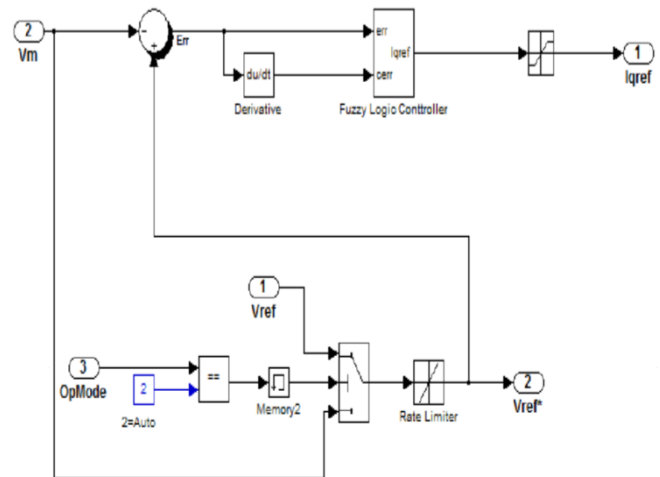 2
Vm
-
+
Err
du/dt
Derivative
err
cerr
Iqref
Fuzzy Logic Conttroller
1
Iqref
1
Vref
3
OpMode
2
2=Auto
==
Memory2
Rate Limiter
2
Vref*